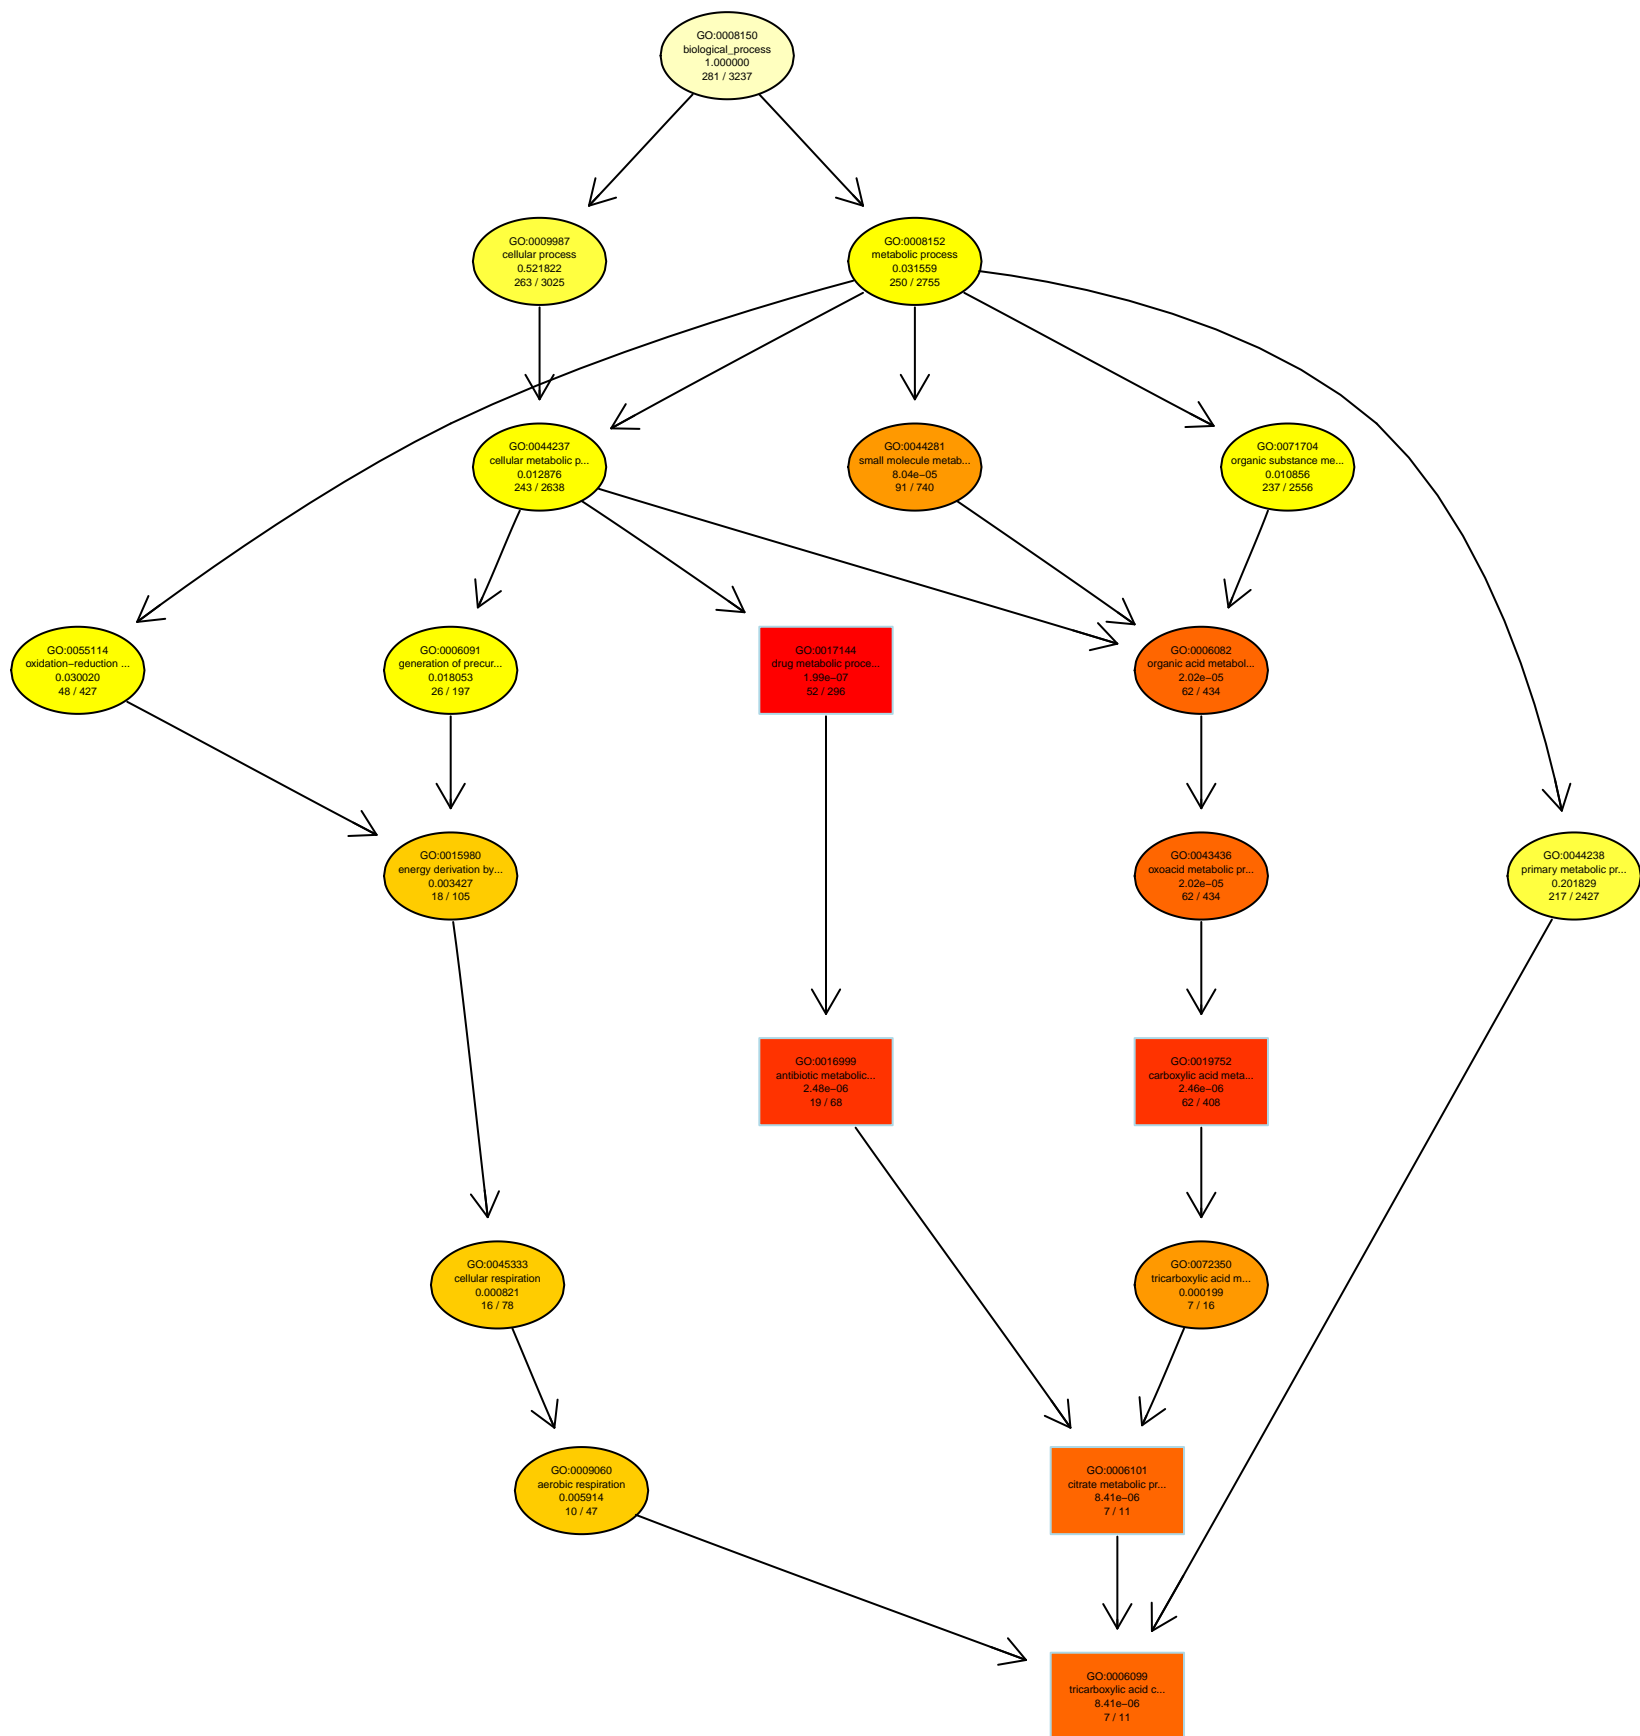 GO:0008150
biological_process
1.000000
281 / 3237
GO:0009987
cellular process
0.521822
263 / 3025
GO:0008152
metabolic process
0.031559
250 / 2755
GO:0044237
cellular metabolic p...
0.012876
243 / 2638
GO:0044281
small molecule metab...
8.04e−05
91 / 740
GO:0071704
organic substance me...
0.010856
237 / 2556
GO:0055114
oxidation−reduction ...
0.030020
48 / 427
GO:0006091
generation of precur...
0.018053
26 / 197
GO:0017144
drug metabolic proce...
1.99e−07
52 / 296
GO:0006082
organic acid metabol...
2.02e−05
62 / 434
GO:0015980
energy derivation by...
0.003427
18 / 105
GO:0043436
oxoacid metabolic pr...
2.02e−05
62 / 434
GO:0044238
primary metabolic pr...
0.201829
217 / 2427
GO:0016999
antibiotic metabolic...
2.48e−06
19 / 68
GO:0019752
carboxylic acid meta...
2.46e−06
62 / 408
GO:0045333
cellular respiration
0.000821
16 / 78
GO:0072350
tricarboxylic acid m...
0.000199
7 / 16
GO:0009060
aerobic respiration
0.005914
10 / 47
GO:0006101
citrate metabolic pr...
8.41e−06
7 / 11
GO:0006099
tricarboxylic acid c...
8.41e−06
7 / 11